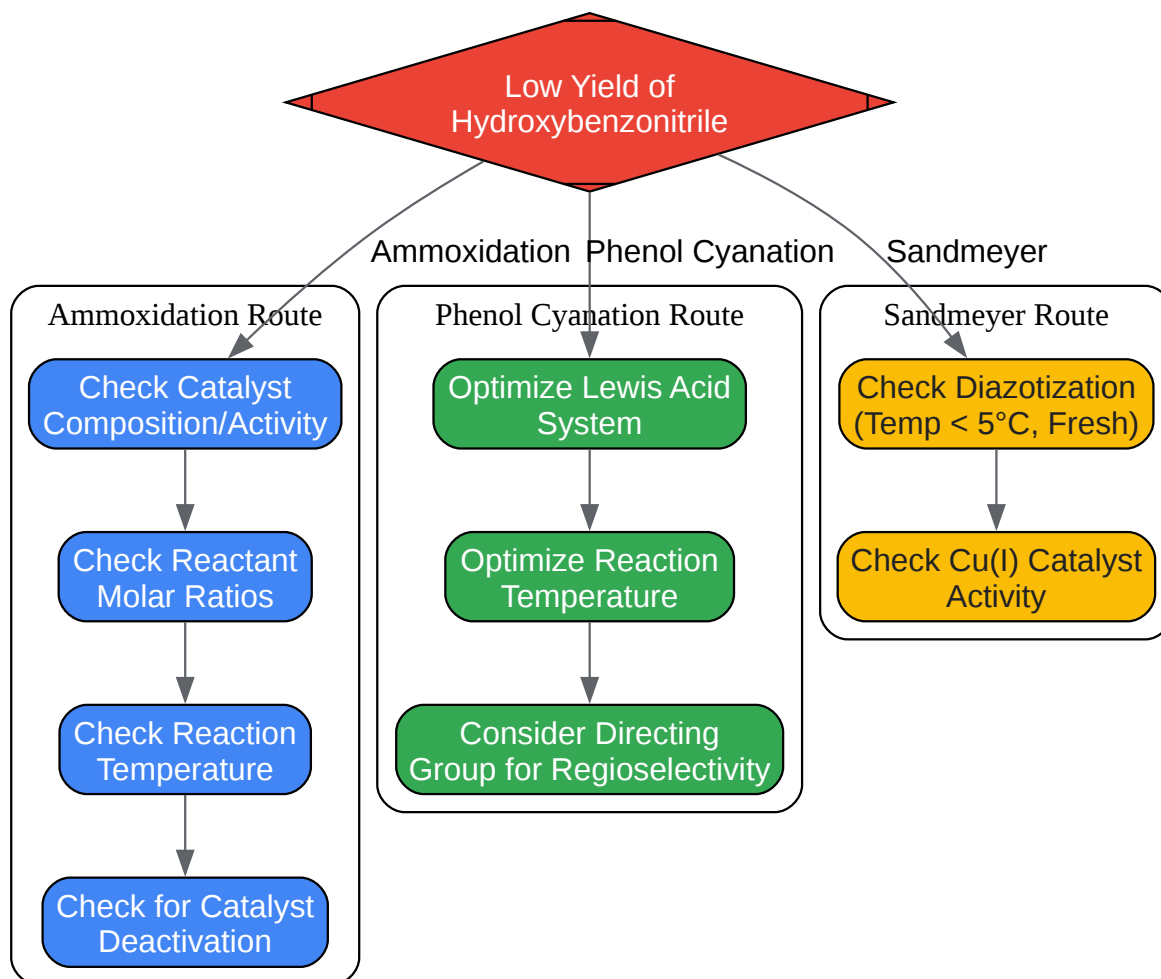 Low Yield of
Hydroxybenzonitrile
Ammoxidation
Phenol Cyanation
Sandmeyer
Ammoxidation Route
Check Catalyst
Composition/Activity
Check Reactant
Molar Ratios
Check Reaction
Temperature
Check for Catalyst
Deactivation
Phenol Cyanation Route
Optimize Lewis Acid
System
Optimize Reaction
Temperature
Consider Directing
Group for Regioselectivity
Sandmeyer Route
Check Diazotization
(Temp < 5°C, Fresh)
Check Cu(I) Catalyst
Activity